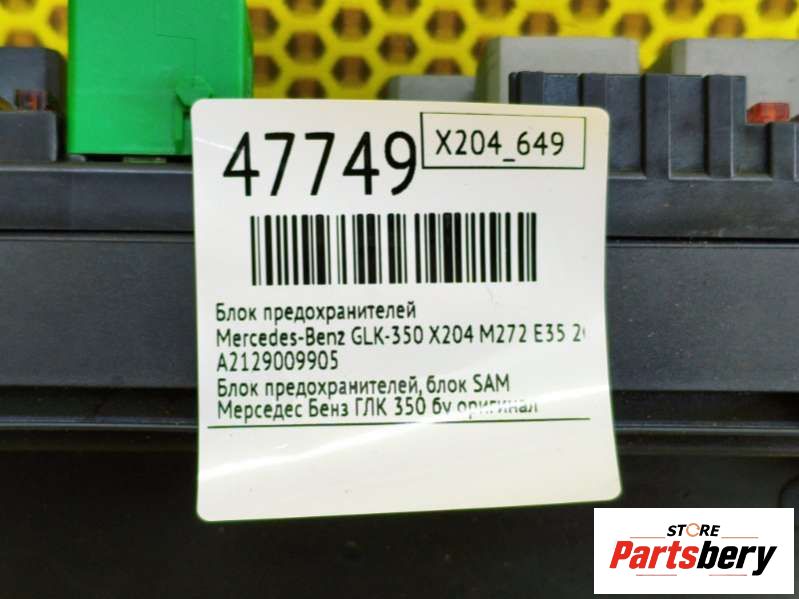 47749
X204_649
Блок предохранителей
Mercedes-Benz GLK-350 X204 M272 E35
A2129009905
Блок предохранителей, блок SAM
Мерседес Бенз ГЛК 350 бу оригинал
STORE
Partsbery